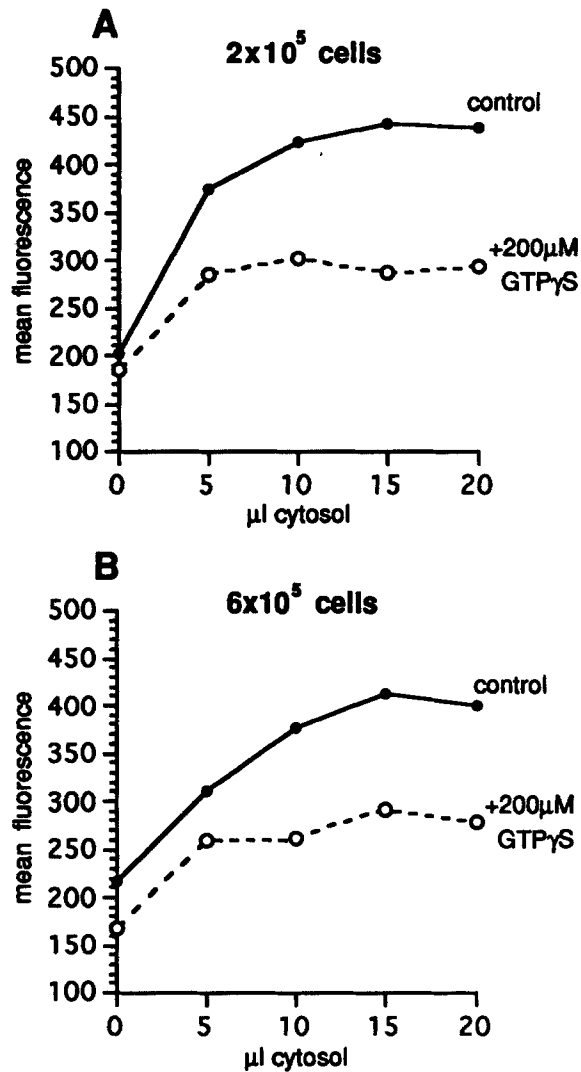 A
2x10⁵ cells
500
450
400
350
300
250
200
150
100
mean fluorescence
control
+200µM
GTPγS
0 5 10 15 20
µl cytosol
B
6x10⁵ cells
500
450
400
350
300
250
200
150
100
mean fluorescence
control
+200µM
GTPγS
0 5 10 15 20
µl cytosol